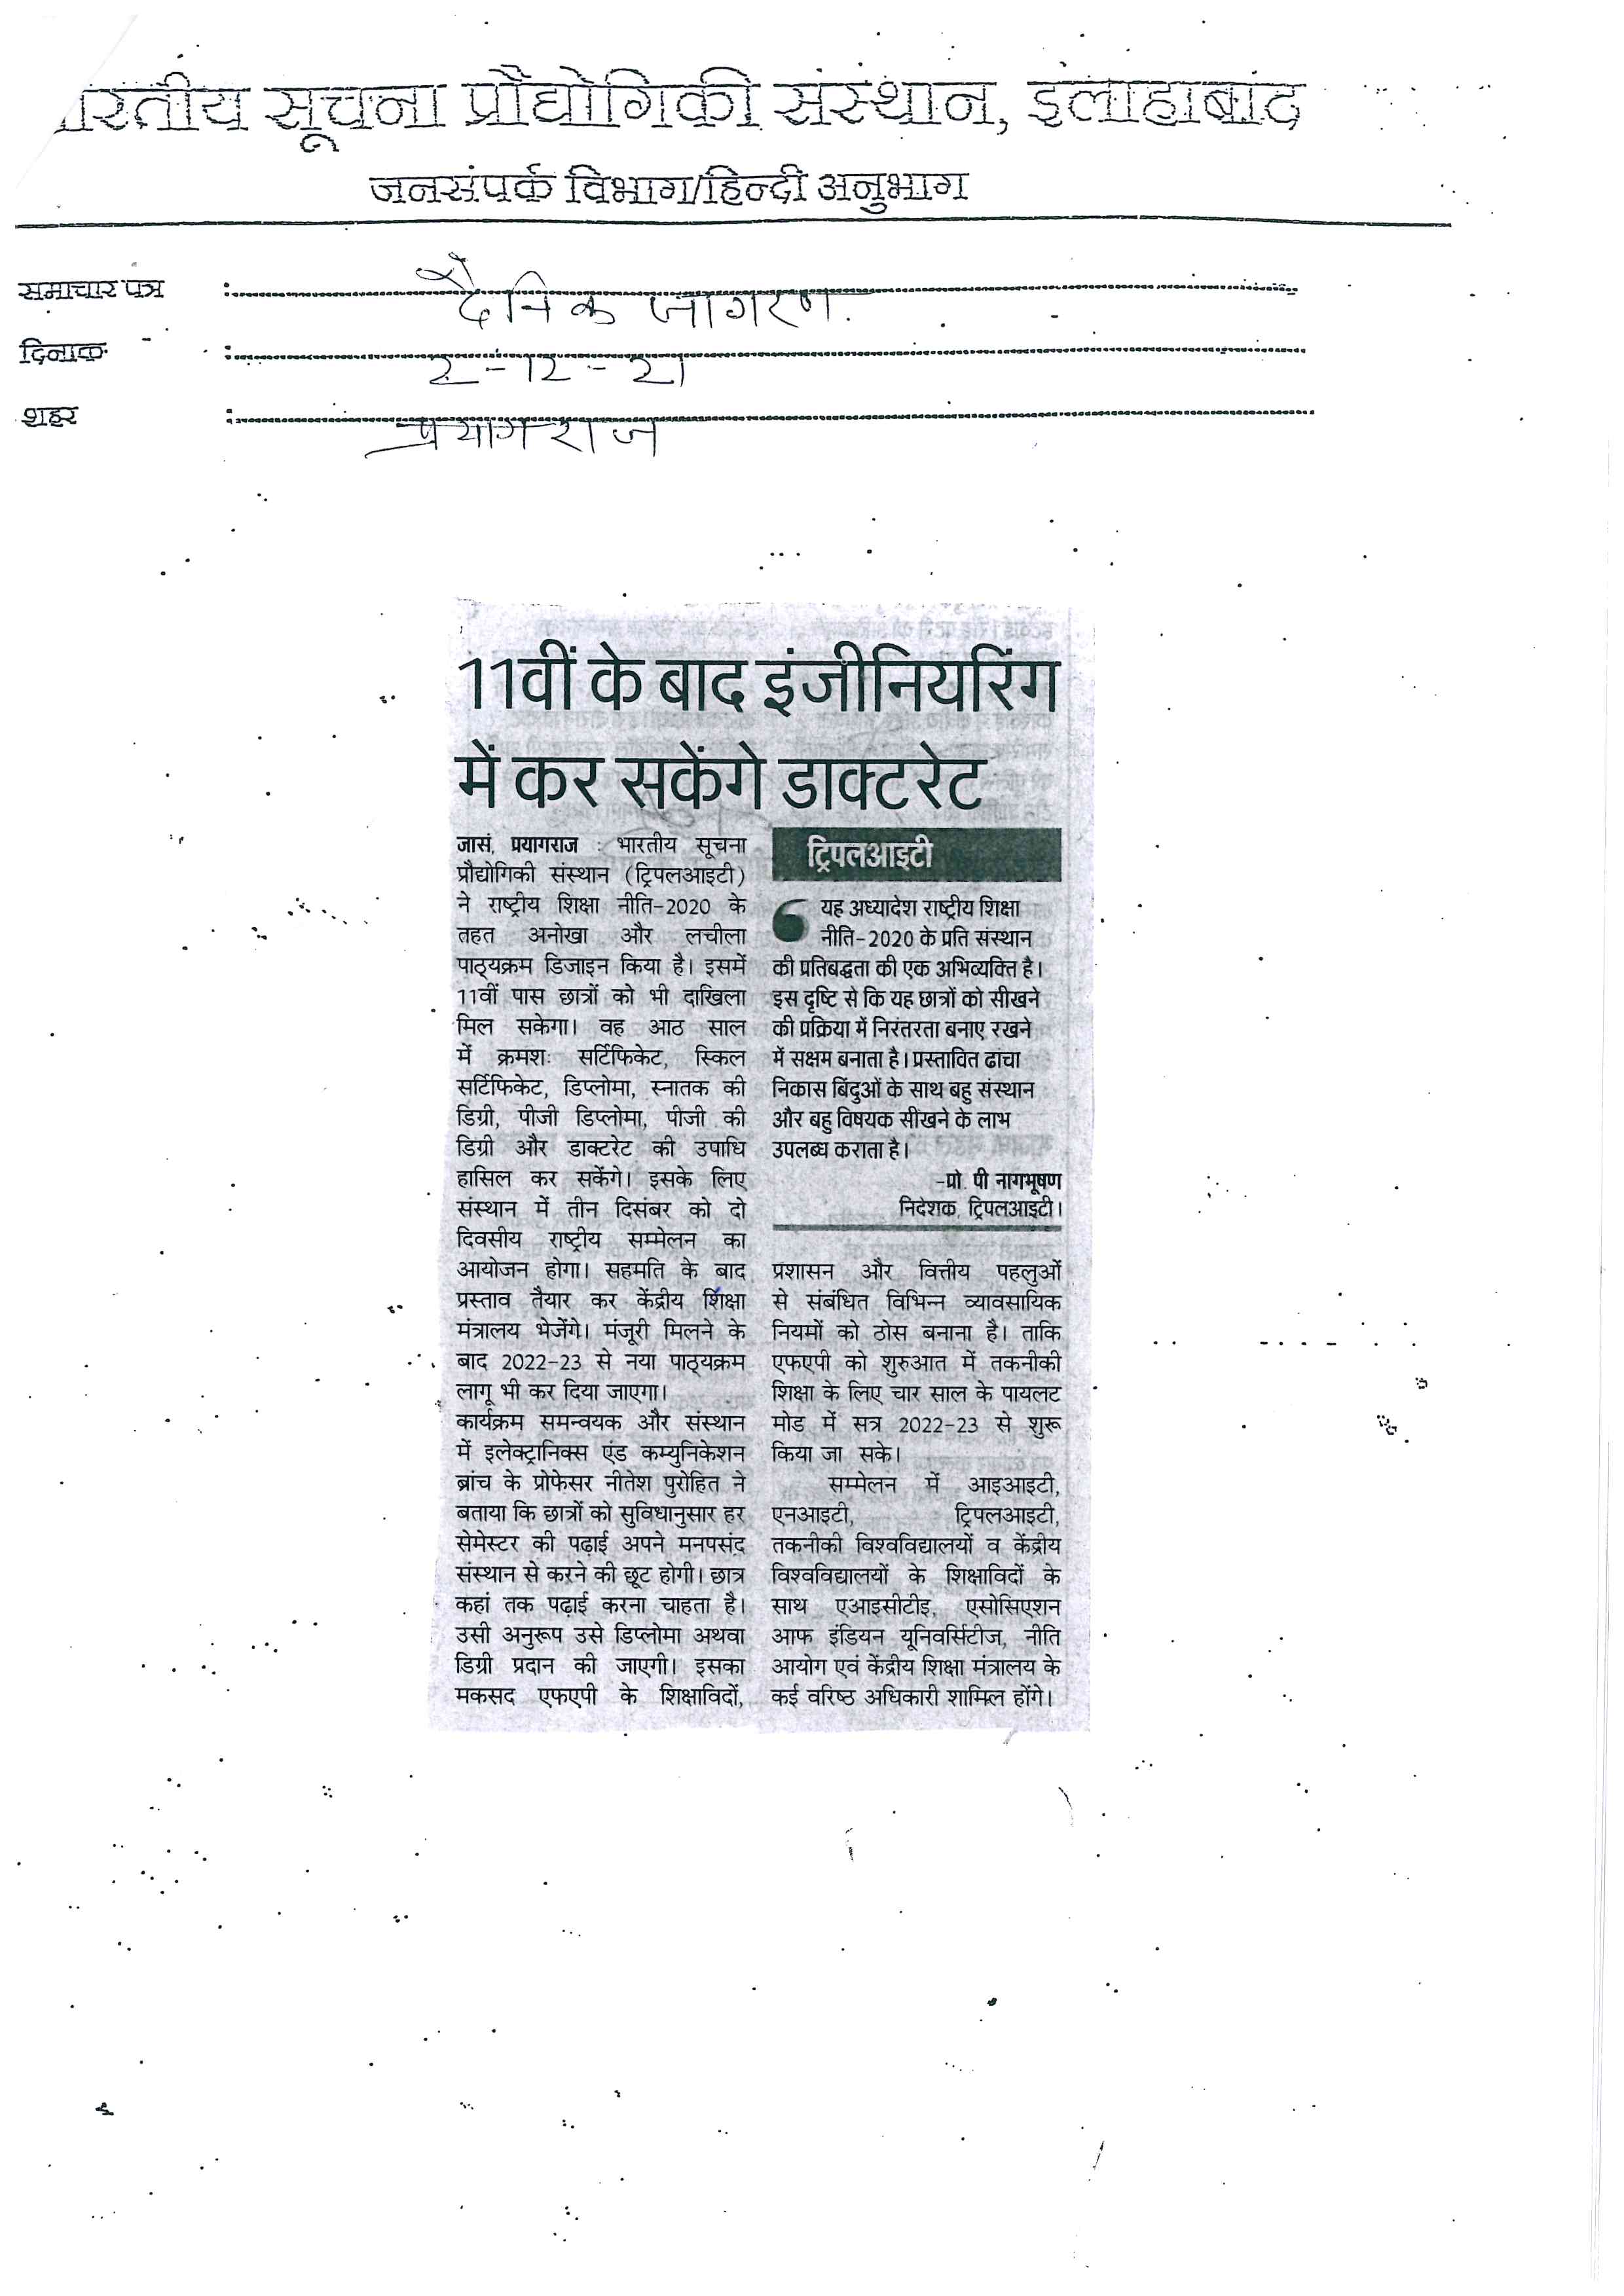 भारतीय सूचना प्रौद्योगिकी संस्थान, इलाहाबाद
जनसंपर्क विभाग/हिन्दी अनुभाग
समाचार पत्र : दैनिक जागरण.
दिनाक : 2-12-21
शहर : प्रयागराज
11वीं के बाद इंजीनियरिंग
में कर सकेंगे डाक्टरेट
जासं, प्रयागराज : भारतीय सूचना
प्रौद्योगिकी संस्थान (ट्रिपलआइटी)
ने राष्ट्रीय शिक्षा नीति-2020 के
तहत अनोखा और लचीला
पाठ्यक्रम डिजाइन किया है। इसमें
11वीं पास छात्रों को भी दाखिला
मिल सकेगा। वह आठ साल
में क्रमशः सर्टिफिकेट, स्किल
सर्टिफिकेट, डिप्लोमा, स्नातक की
डिग्री, पीजी डिप्लोमा, पीजी की
डिग्री और डाक्टरेट की उपाधि
हासिल कर सकेंगे। इसके लिए
संस्थान में तीन दिसंबर को दो
दिवसीय राष्ट्रीय सम्मेलन का
आयोजन होगा। सहमति के बाद
प्रस्ताव तैयार कर केंद्रीय शिक्षा
मंत्रालय भेजेंगे। मंजूरी मिलने के
बाद 2022-23 से नया पाठ्यक्रम
लागू भी कर दिया जाएगा।
कार्यक्रम समन्वयक और संस्थान
में इलेक्ट्रानिक्स एंड कम्युनिकेशन
ब्रांच के प्रोफेसर नीतेश पुरोहित ने
बताया कि छात्रों को सुविधानुसार हर
सेमेस्टर की पढ़ाई अपने मनपसंद
संस्थान से करने की छूट होगी। छात्र
कहां तक पढ़ाई करना चाहता है।
उसी अनुरूप उसे डिप्लोमा अथवा
डिग्री प्रदान की जाएगी। इसका
मकसद एफएपी के शिक्षाविदों,
ट्रिपलआइटी
यह अध्यादेश राष्ट्रीय शिक्षा
नीति-2020 के प्रति संस्थान
की प्रतिबद्धता की एक अभिव्यक्ति है।
इस दृष्टि से कि यह छात्रों को सीखने
की प्रक्रिया में निरंतरता बनाए रखने
में सक्षम बनाता है। प्रस्तावित ढांचा
निकास बिंदुओं के साथ बहु संस्थान
और बहु विषयक सीखने के लाभ
उपलब्ध कराता है।
-प्रो. पी नागभूषण
निदेशक, ट्रिपलआइटी।
प्रशासन और वित्तीय पहलुओं
से संबंधित विभिन्न व्यावसायिक
नियमों को ठोस बनाना है। ताकि
एफएपी को शुरुआत में तकनीकी
शिक्षा के लिए चार साल के पायलट
मोड में सत्र 2022-23 से शुरू
किया जा सके।
सम्मेलन में आइआइटी,
एनआइटी, ट्रिपलआइटी,
तकनीकी विश्वविद्यालयों व केंद्रीय
विश्वविद्यालयों के शिक्षाविदों के
साथ एआइसीटीइ, एसोसिएशन
आफ इंडियन यूनिवर्सिटीज, नीति
आयोग एवं केंद्रीय शिक्षा मंत्रालय के
कई वरिष्ठ अधिकारी शामिल होंगे।